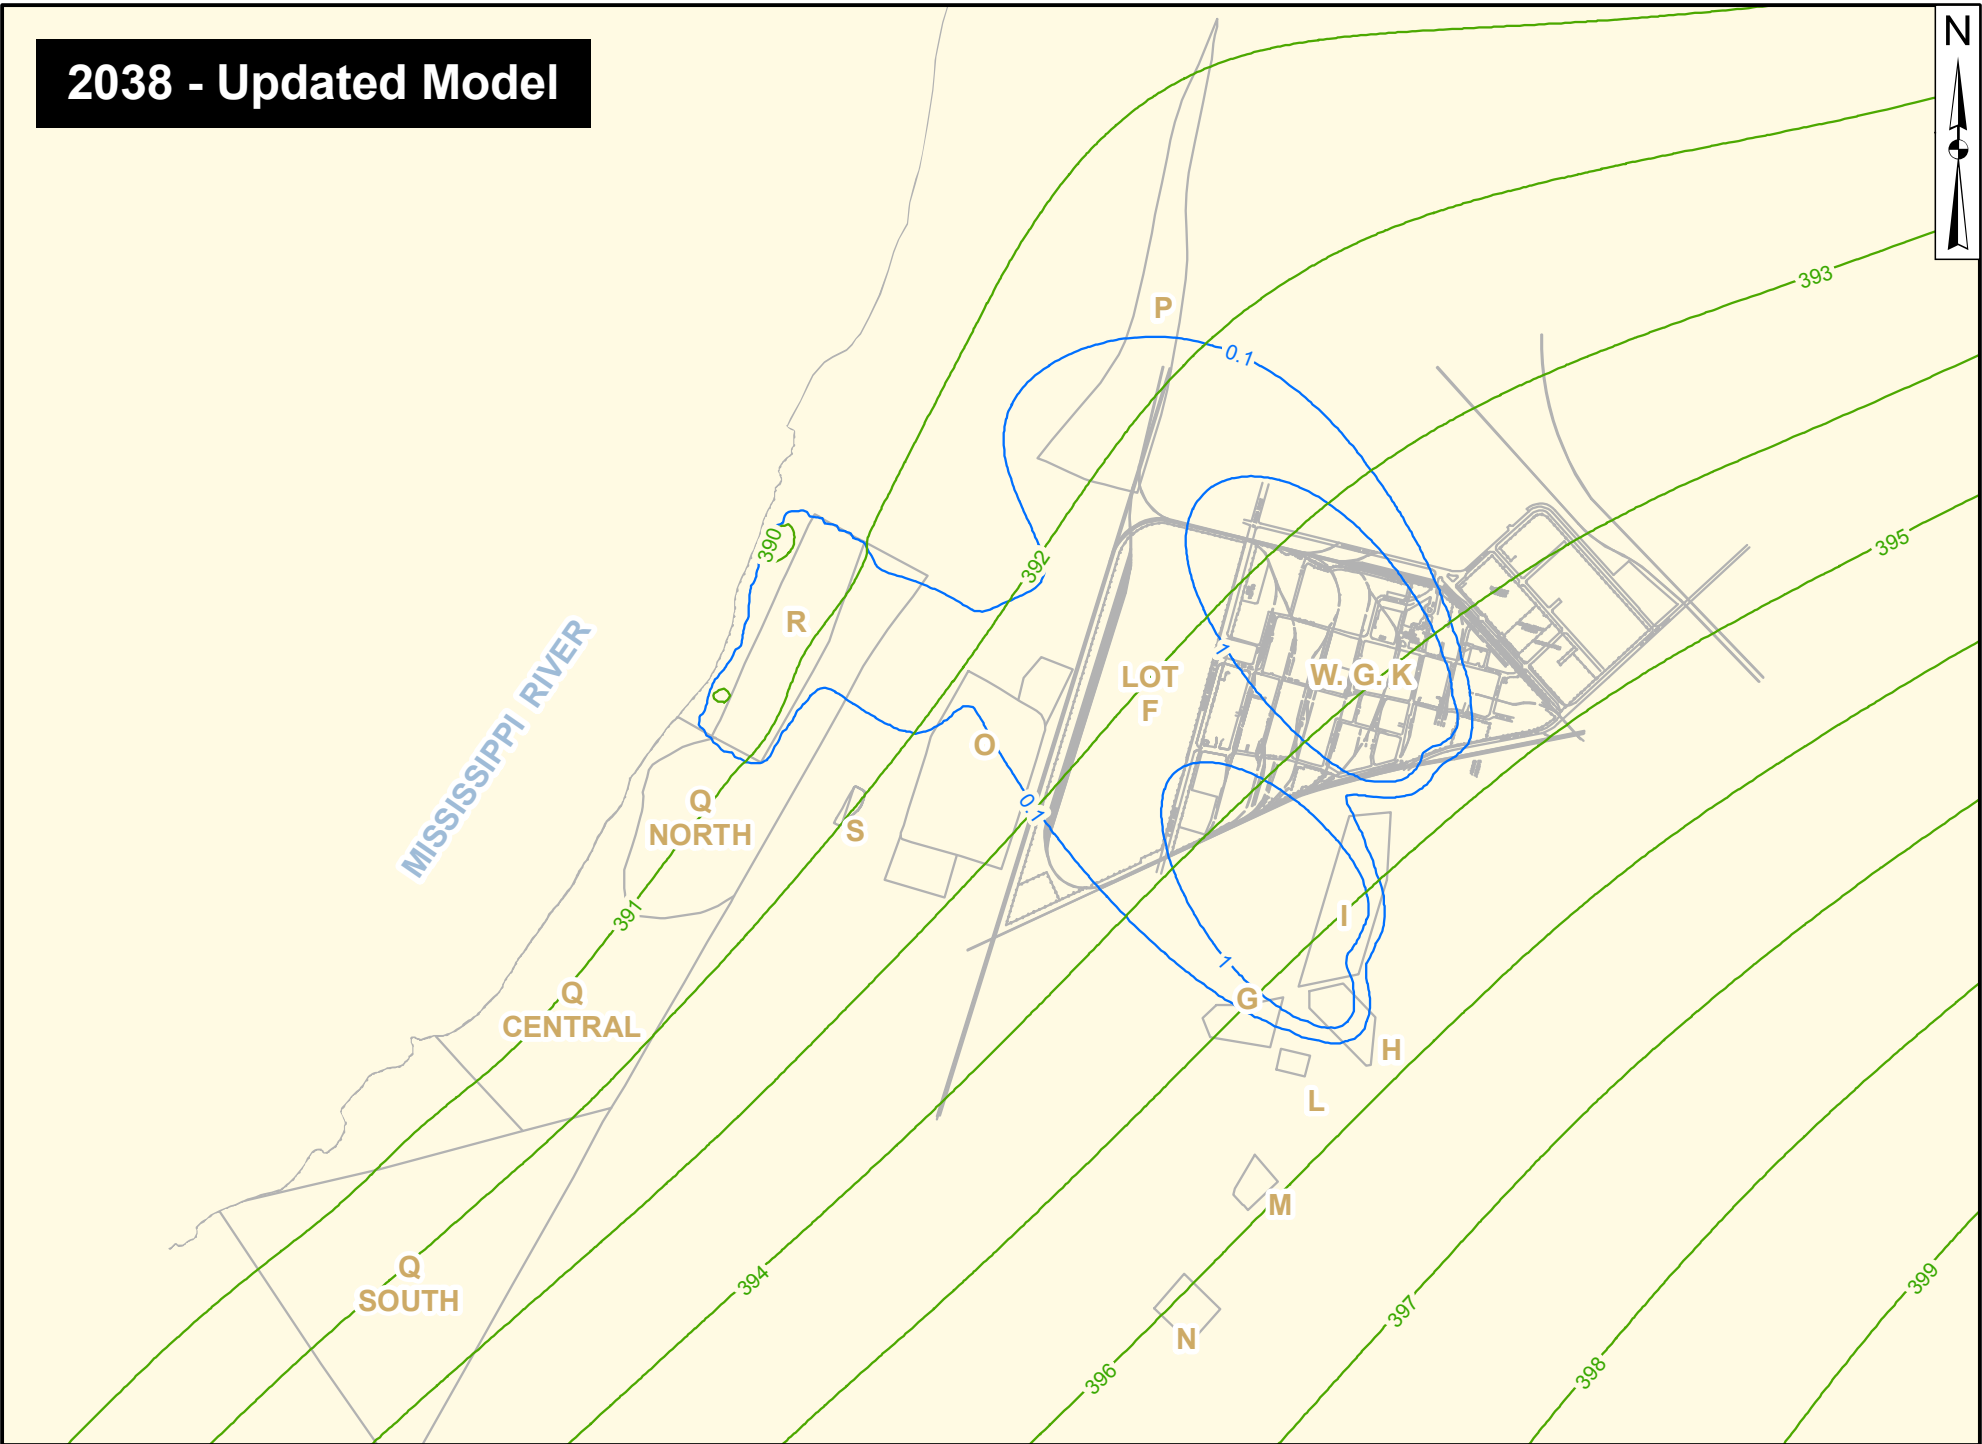 2038 - Updated Model
N
393
P
0.1
395
390
392
R
1
LOT
F
W. G. K
MISSISSIPPI RIVER
O
0.1
Q
NORTH
S
391
I
1
G
Q
CENTRAL
H
L
M
Q
SOUTH
394
399
397
N
396
398